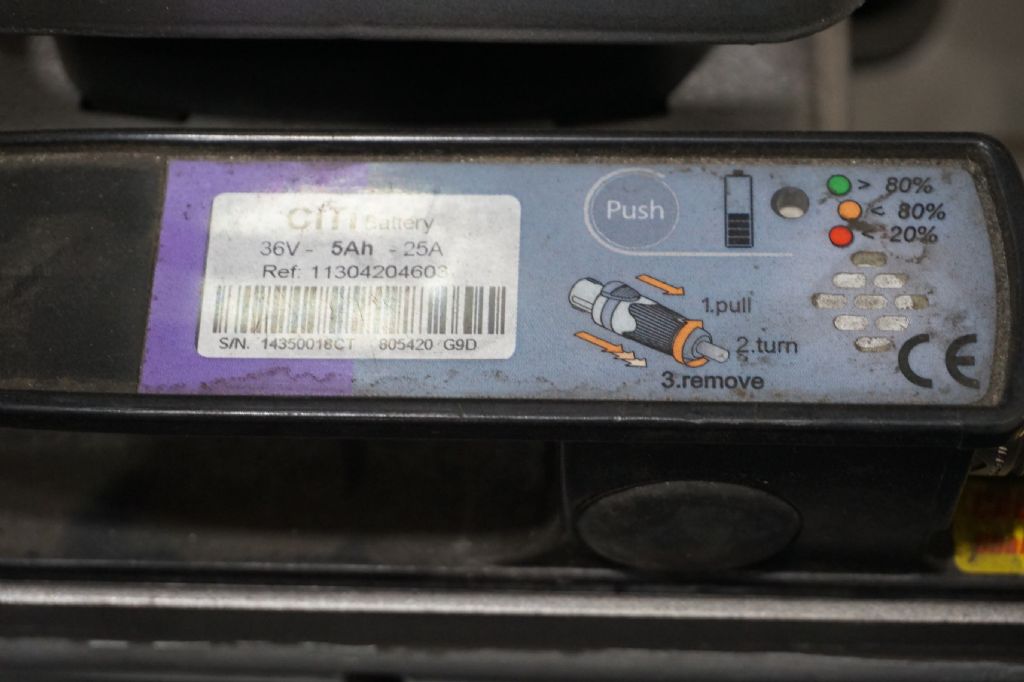 CiTi Battery
36V - 5Ah - 25A
Ref: 11304204603
S/N. 14350018CT 805420 G9D
Push
> 80%
< 80%
< 20%
1.pull
2.turn
3.remove
CE